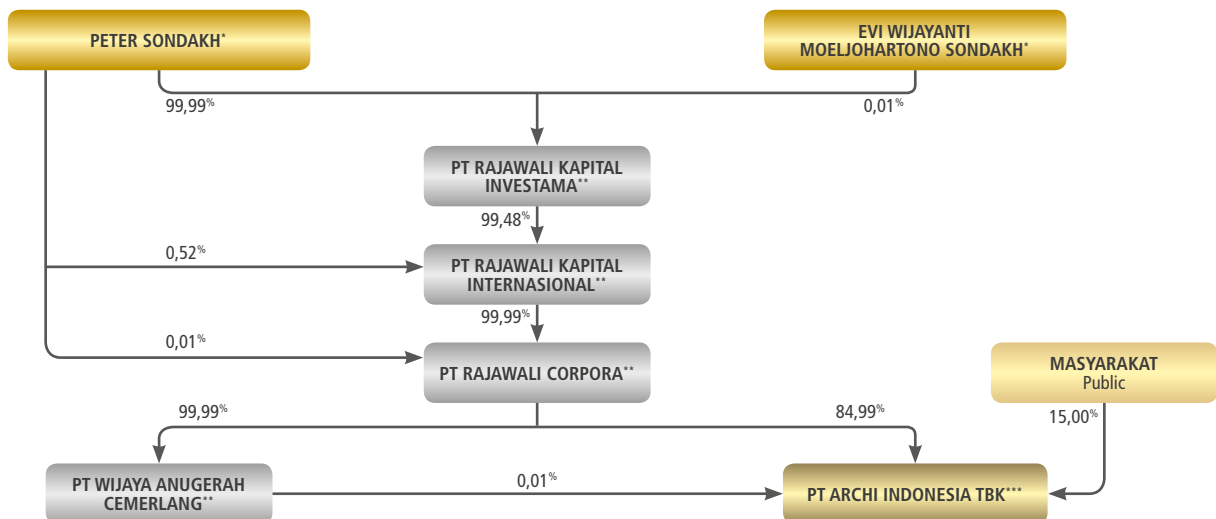 PETER SONDAKH*
EVI WIJAYANTI
MOELJOHARTONO SONDAKH*
99,99%
0,01%
PT RAJAWALI KAPITAL
INVESTAMA**
99,48%
0,52%
PT RAJAWALI KAPITAL
INTERNASIONAL**
99,99%
0,01%
PT RAJAWALI CORPORA**
MASYARAKAT
Public
99,99%
84,99%
15,00%
PT WIJAYA ANUGERAH
CEMERLANG**
0,01%
PT ARCHI INDONESIA TBK***